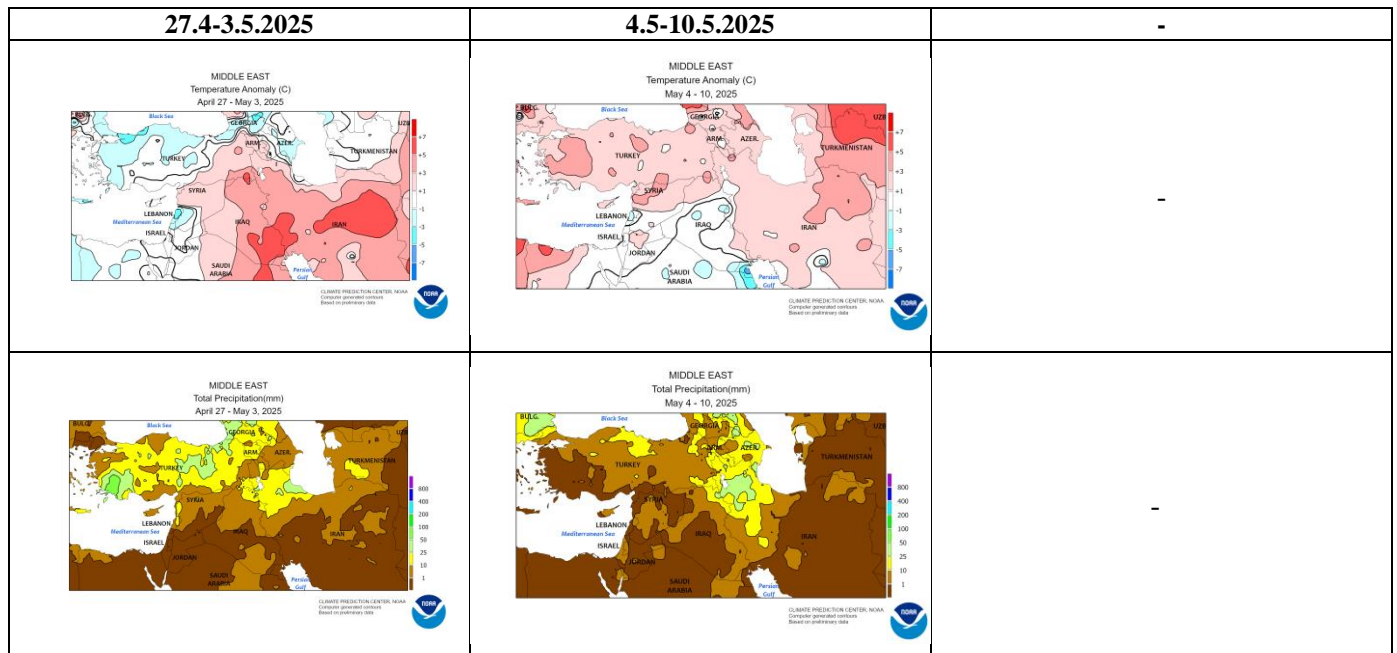 27.4-3.5.2025
4.5-10.5.2025
-
MIDDLE EAST
Temperature Anomaly (C)
April 27 - May 3, 2025
BULG.
Black Sea
GEORGIA
UZB
ARM.
AZER.
TURKMENISTAN
TURKEY
SYRIA
LEBANON
Mediterranean Sea
IRAQ
IRAN
ISRAEL
JORDAN
SAUDI
ARABIA
Persian
Gulf
+7
+5
+3
+1
-1
-3
-5
-7
CLIMATE PREDICTION CENTER, NOAA
Computer generated contours
Based on preliminary data
NOAA
MIDDLE EAST
Temperature Anomaly (C)
May 4 - 10, 2025
BULG.
Black Sea
GEORGIA
UZB
ARM.
AZER.
TURKMENISTAN
TURKEY
SYRIA
LEBANON
Mediterranean Sea
IRAQ
IRAN
ISRAEL
JORDAN
SAUDI
ARABIA
Persian
Gulf
+7
+5
+3
+1
-1
-3
-5
-7
CLIMATE PREDICTION CENTER, NOAA
Computer generated contours
Based on preliminary data
NOAA
-
MIDDLE EAST
Total Precipitation(mm)
April 27 - May 3, 2025
BULG.
Black Sea
GEORGIA
UZB
ARM.
AZER.
TURKMENISTAN
TURKEY
SYRIA
LEBANON
Mediterranean Sea
IRAQ
IRAN
ISRAEL
JORDAN
SAUDI
ARABIA
Persian
Gulf
800
400
200
100
50
25
10
1
CLIMATE PREDICTION CENTER, NOAA
Computer generated contours
Based on preliminary data
NOAA
MIDDLE EAST
Total Precipitation(mm)
May 4 - 10, 2025
BULG.
Black Sea
GEORGIA
UZB
ARM.
AZER.
TURKMENISTAN
TURKEY
SYRIA
LEBANON
Mediterranean Sea
IRAQ
IRAN
ISRAEL
JORDAN
SAUDI
ARABIA
Persian
Gulf
800
400
200
100
50
25
10
1
CLIMATE PREDICTION CENTER, NOAA
Computer generated contours
Based on preliminary data
NOAA
-